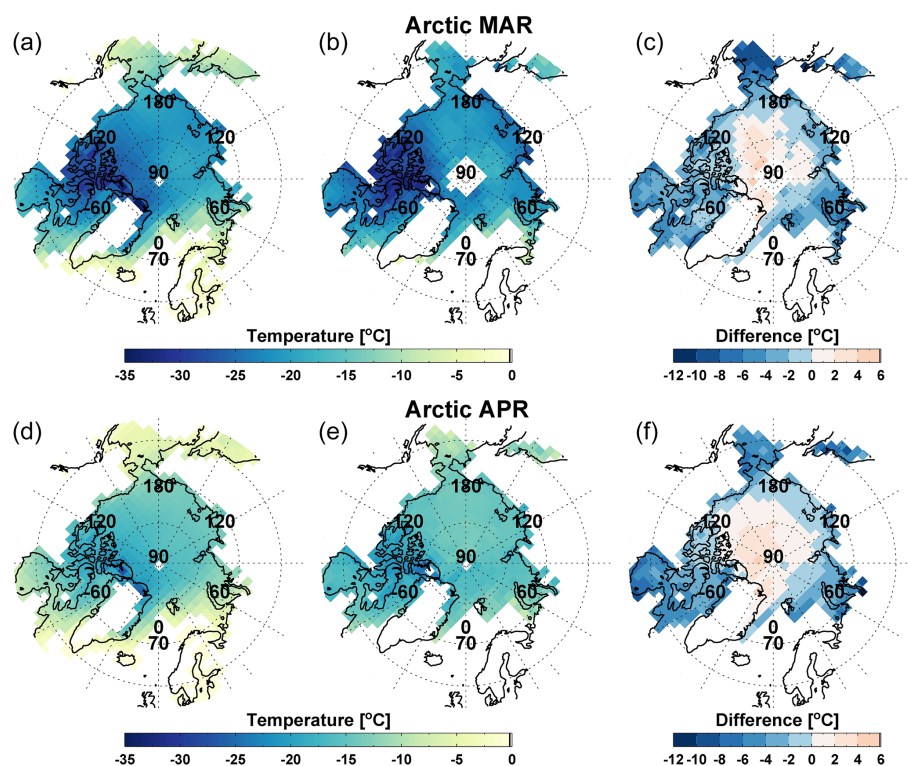 Arctic MAR
(a) (b) (c)
180 180 180
120 120 120 120 120 120
90 90 90
-60 60 -60 60 -60 60
0 0 0
70 70 70
Temperature [°C] Difference [°C]
-35 -30 -25 -20 -15 -10 -5 0 -12 -10 -8 -6 -4 -2 0 2 4 6
Arctic APR
(d) (e) (f)
180 180 180
120 120 120 120 120 120
90 90 90
-60 60 -60 60 -60 60
0 0 0
70 70 70
Temperature [°C] Difference [°C]
-35 -30 -25 -20 -15 -10 -5 0 -12 -10 -8 -6 -4 -2 0 2 4 6